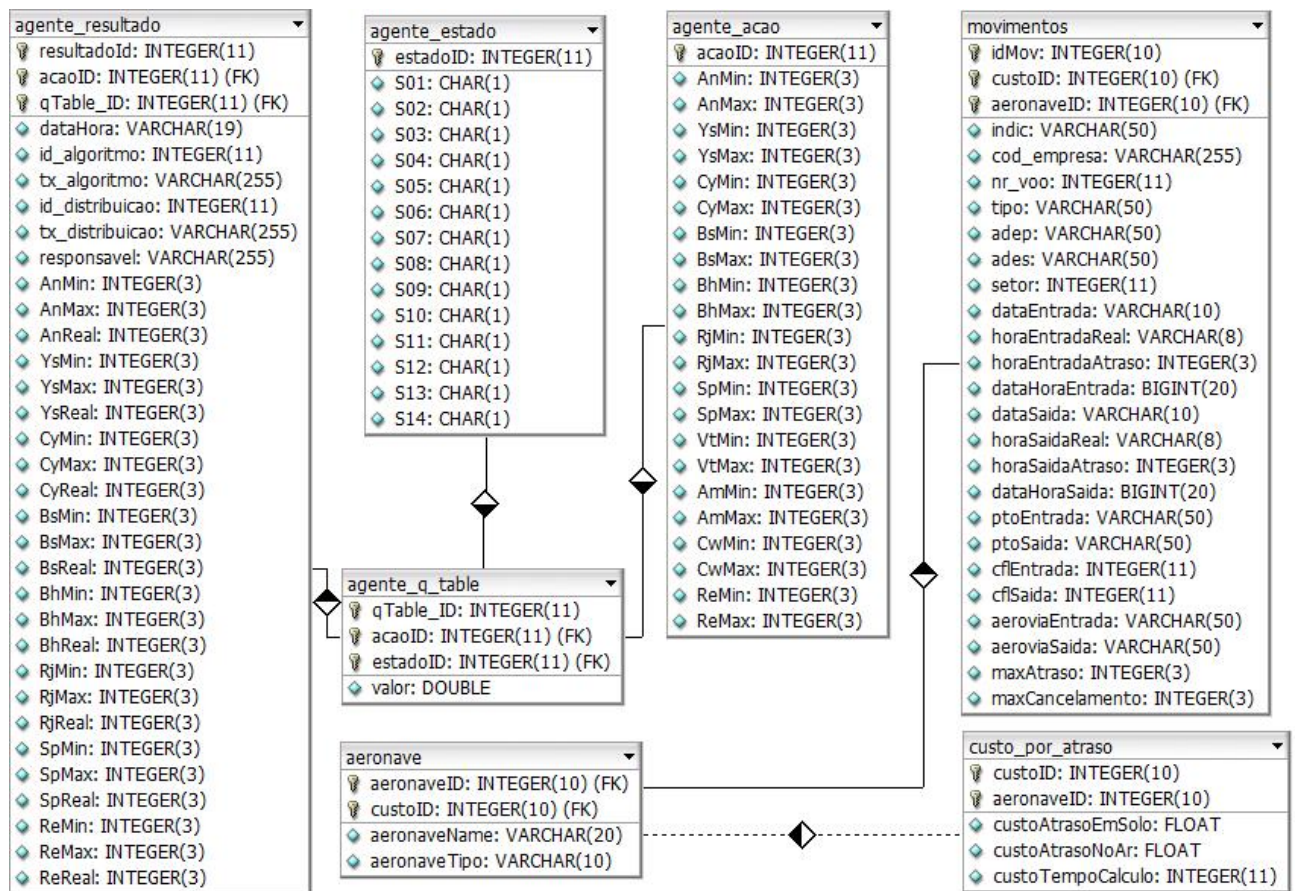 agente_resultado
resultadoId: INTEGER(11)
acaoID: INTEGER(11) (FK)
qTable_ID: INTEGER(11) (FK)
dataHora: VARCHAR(19)
id_algoritmo: INTEGER(11)
tx_algoritmo: VARCHAR(255)
id_distribuicao: INTEGER(11)
tx_distribuicao: VARCHAR(255)
responsavel: VARCHAR(255)
AnMin: INTEGER(3)
AnMax: INTEGER(3)
AnReal: INTEGER(3)
YsMin: INTEGER(3)
YsMax: INTEGER(3)
YsReal: INTEGER(3)
CyMin: INTEGER(3)
CyMax: INTEGER(3)
CyReal: INTEGER(3)
BsMin: INTEGER(3)
BsMax: INTEGER(3)
BsReal: INTEGER(3)
BhMin: INTEGER(3)
BhMax: INTEGER(3)
BhReal: INTEGER(3)
RjMin: INTEGER(3)
RjMax: INTEGER(3)
RjReal: INTEGER(3)
SpMin: INTEGER(3)
SpMax: INTEGER(3)
SpReal: INTEGER(3)
ReMin: INTEGER(3)
ReMax: INTEGER(3)
ReReal: INTEGER(3)
agente_estado
estadoID: INTEGER(11)
S01: CHAR(1)
S02: CHAR(1)
S03: CHAR(1)
S04: CHAR(1)
S05: CHAR(1)
S06: CHAR(1)
S07: CHAR(1)
S08: CHAR(1)
S09: CHAR(1)
S10: CHAR(1)
S11: CHAR(1)
S12: CHAR(1)
S13: CHAR(1)
S14: CHAR(1)
agente_q_table
qTable_ID: INTEGER(11)
acaoID: INTEGER(11) (FK)
estadoID: INTEGER(11) (FK)
valor: DOUBLE
aeronave
aeronaveID: INTEGER(10) (FK)
custoID: INTEGER(10) (FK)
aeronaveName: VARCHAR(20)
aeronaveTipo: VARCHAR(10)
agente_acao
acaoID: INTEGER(11)
AnMin: INTEGER(3)
AnMax: INTEGER(3)
YsMin: INTEGER(3)
YsMax: INTEGER(3)
CyMin: INTEGER(3)
CyMax: INTEGER(3)
BsMin: INTEGER(3)
BsMax: INTEGER(3)
BhMin: INTEGER(3)
BhMax: INTEGER(3)
RjMin: INTEGER(3)
RjMax: INTEGER(3)
SpMin: INTEGER(3)
SpMax: INTEGER(3)
VtMin: INTEGER(3)
VtMax: INTEGER(3)
AmMin: INTEGER(3)
AmMax: INTEGER(3)
CwMin: INTEGER(3)
CwMax: INTEGER(3)
ReMin: INTEGER(3)
ReMax: INTEGER(3)
movimentos
idMov: INTEGER(10)
custoID: INTEGER(10) (FK)
aeronaveID: INTEGER(10) (FK)
indic: VARCHAR(50)
cod_empresa: VARCHAR(255)
nr_voo: INTEGER(11)
tipo: VARCHAR(50)
adep: VARCHAR(50)
ades: VARCHAR(50)
setor: INTEGER(11)
dataEntrada: VARCHAR(10)
horaEntradaReal: VARCHAR(8)
horaEntradaAtraso: INTEGER(3)
dataHoraEntrada: BIGINT(20)
dataSaida: VARCHAR(10)
horaSaidaReal: VARCHAR(8)
horaSaidaAtraso: INTEGER(3)
dataHoraSaida: BIGINT(20)
ptoEntrada: VARCHAR(50)
ptoSaida: VARCHAR(50)
cflEntrada: INTEGER(11)
cflSaida: INTEGER(11)
aeroviaEntrada: VARCHAR(50)
aeroviaSaida: VARCHAR(50)
maxAtraso: INTEGER(3)
maxCancelamento: INTEGER(3)
custo_por_atraso
custoID: INTEGER(10)
aeronaveID: INTEGER(10)
custoAtrasoEmSolo: FLOAT
custoAtrasoNoAr: FLOAT
custoTempoCalculo: INTEGER(11)